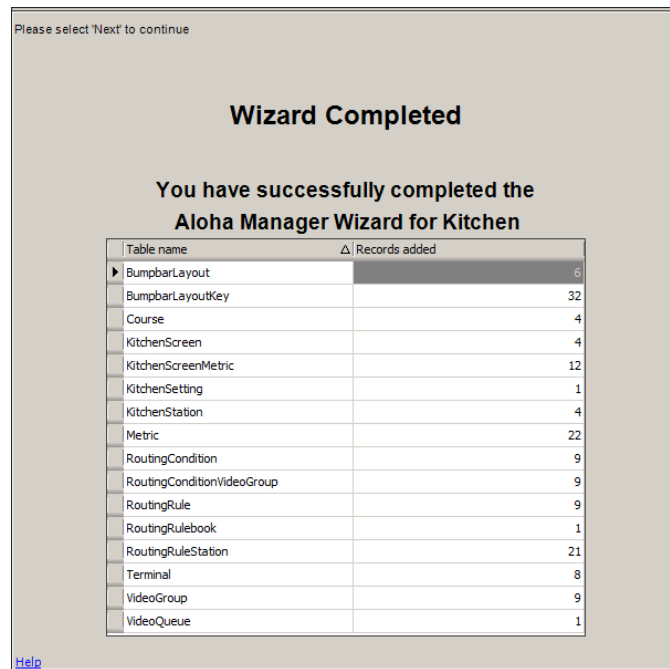 Please select 'Next' to continue
Wizard Completed
You have successfully completed the
Aloha Manager Wizard for Kitchen
Table name Records added
BumpbarLayout 6
BumpbarLayoutKey 32
Course 4
KitchenScreen 4
KitchenScreenMetric 12
KitchenSetting 1
KitchenStation 4
Metric 22
RoutingCondition 9
RoutingConditionVideoGroup 9
RoutingRule 9
RoutingRulebook 1
RoutingRuleStation 21
Terminal 8
VideoGroup 9
VideoQueue 1
Help